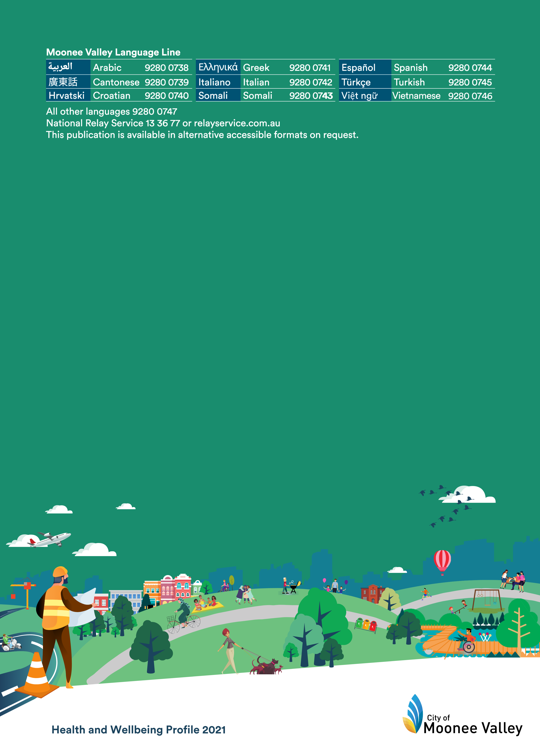 Moonee Valley Language Line
العربية Arabic 9280 0738 Ελληνικά Greek 9280 0741 Español Spanish 9280 0744
廣東話 Cantonese 9280 0739 Italiano Italian 9280 0742 Türkçe Turkish 9280 0745
Hrvatski Croatian 9280 0740 Somali Somali 9280 0743 Việt ngữ Vietnamese 9280 0746
All other languages 9280 0747
National Relay Service 13 36 77 or relayservice.com.au
This publication is available in alternative accessible formats on request.
Health and Wellbeing Profile 2021
City of
Moonee Valley